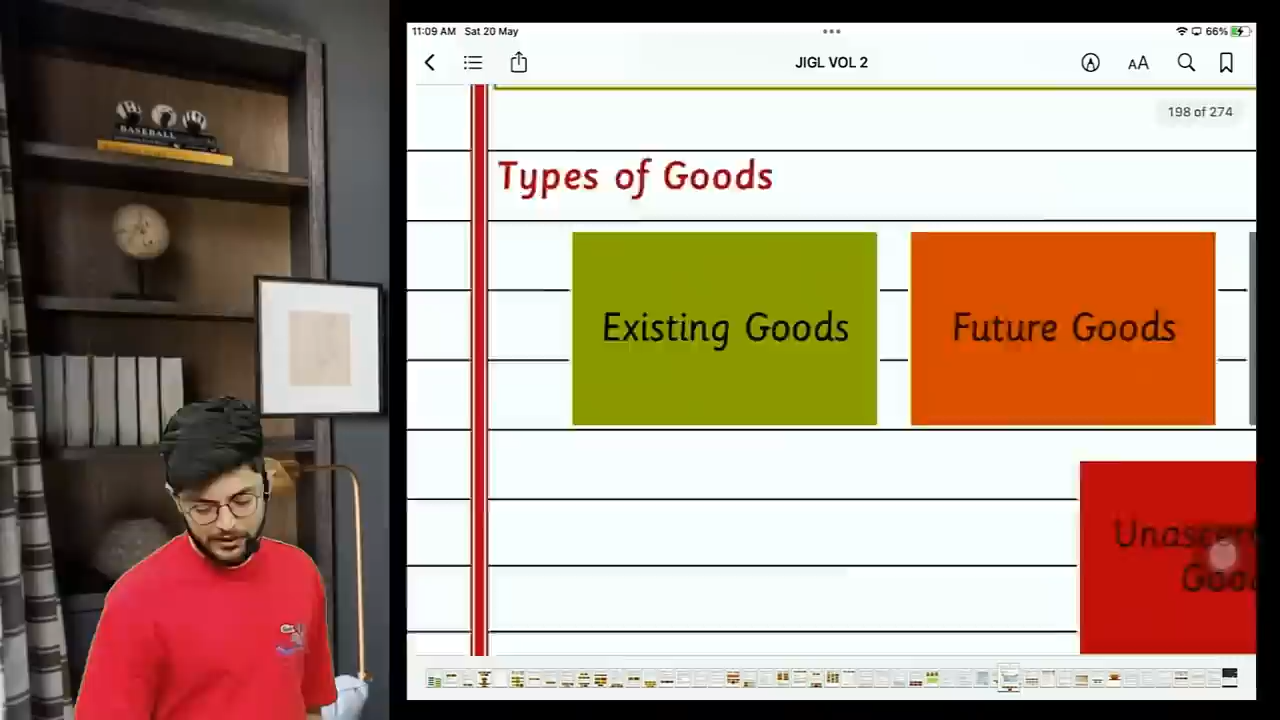 11:09 AM Sat 20 May
66%
JIGL VOL 2
AA
198 of 274
Types of Goods
Existing Goods
Future Goods
BASEBALL